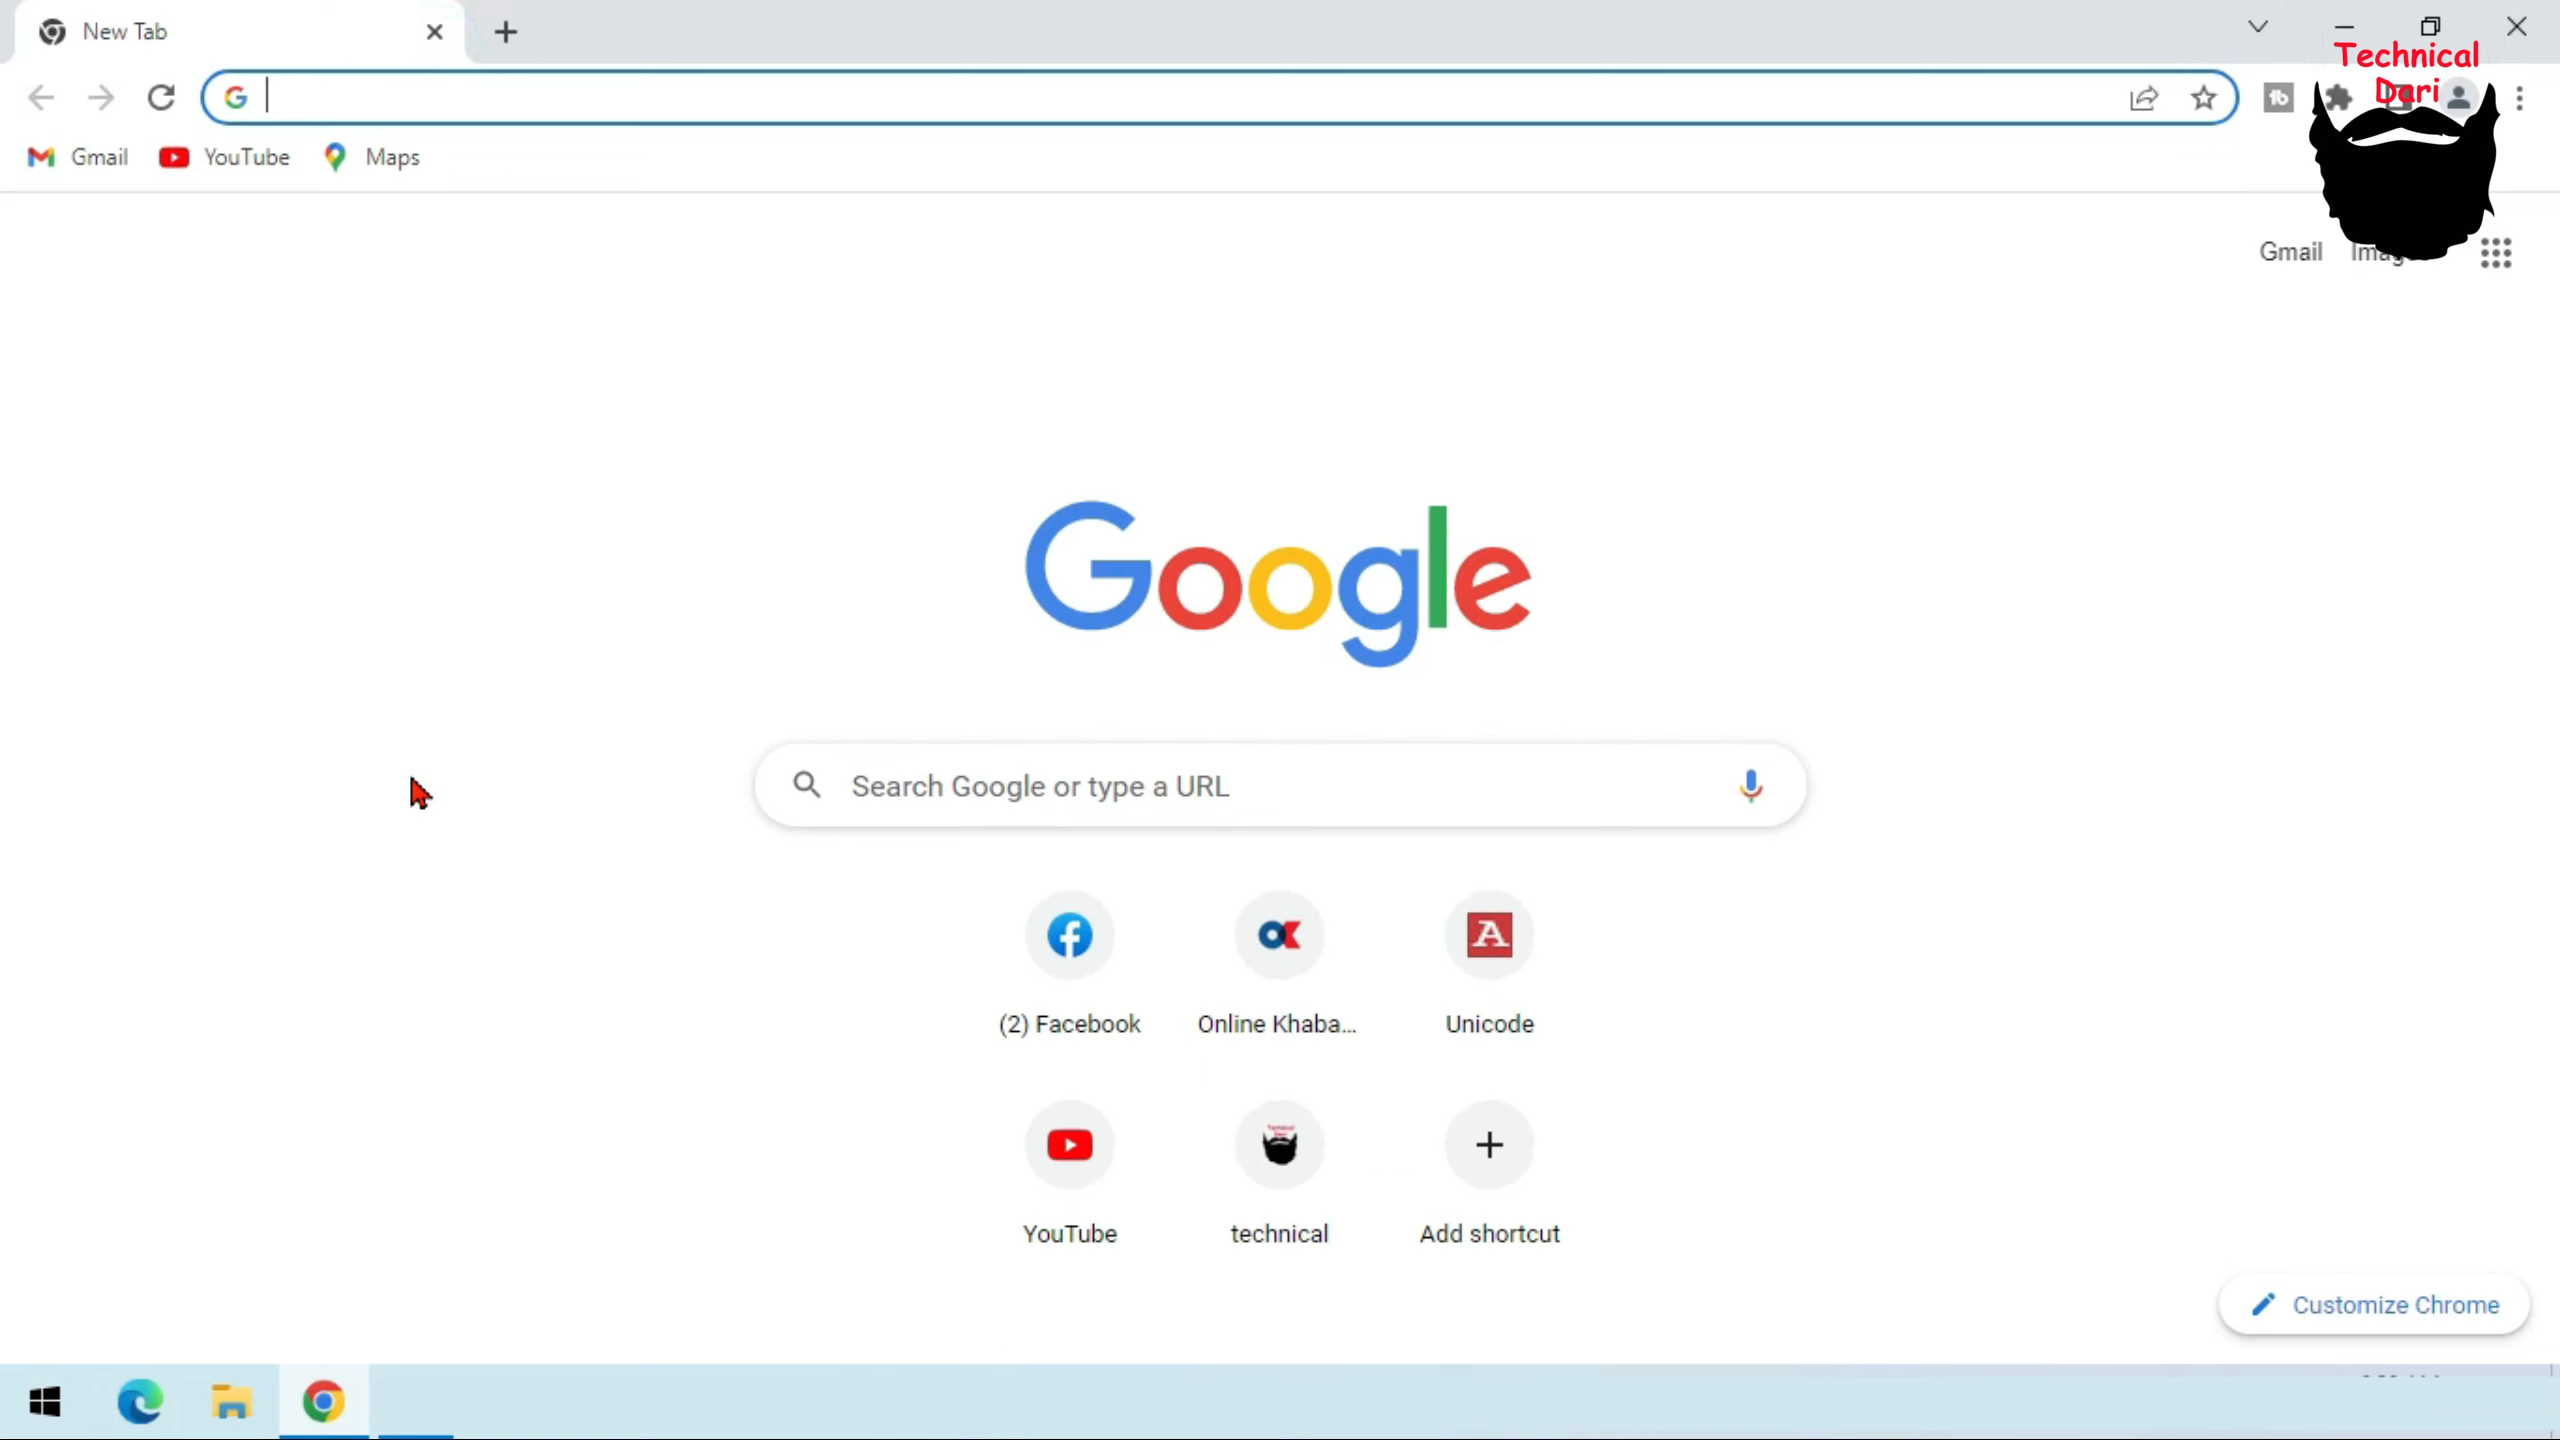 New Tab
Technical
Dari
Gmail
YouTube
Maps
Gmail
Google
Search Google or type a URL
(2) Facebook
Online Khaba...
Unicode
YouTube
technical
Add shortcut
Customize Chrome